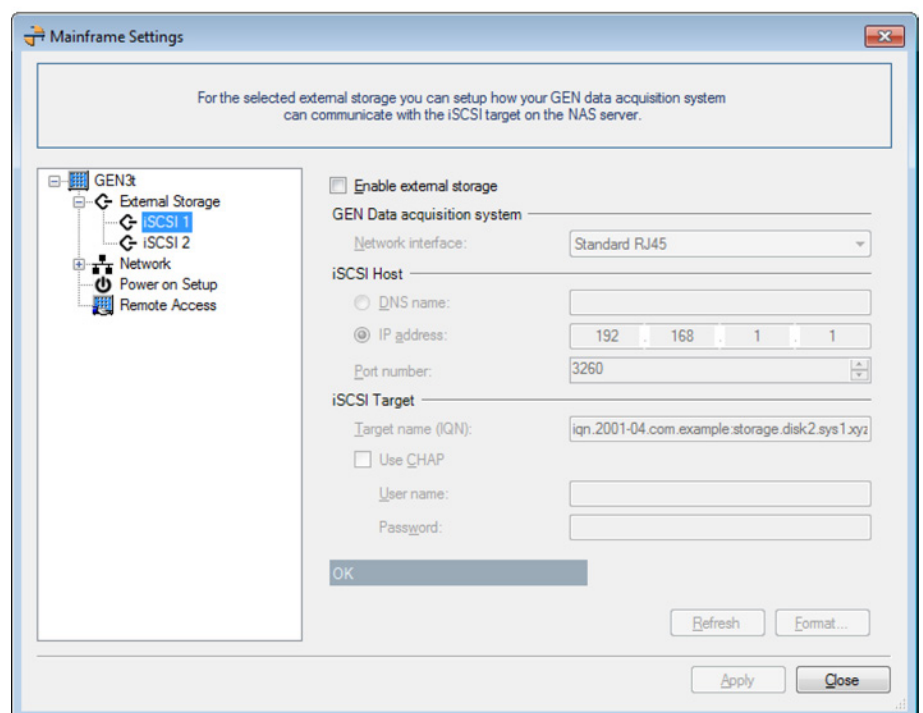 Mainframe Settings
For the selected external storage you can setup how your GEN data acquisition system
can communicate with the iSCSI target on the NAS server.
GEN3t
External Storage
iSCSI 1
iSCSI 2
Network
Power on Setup
Remote Access
Enable external storage
GEN Data acquisition system
Network interface: Standard RJ45
iSCSI Host
DNS name:
IP address: 192 . 168 . 1 . 1
Port number: 3260
iSCSI Target
Target name (IQN): iqn.2001-04.com.example:storage.disk2.sys1.xyz
Use CHAP
User name:
Password:
OK
Refresh Format...
Apply Close